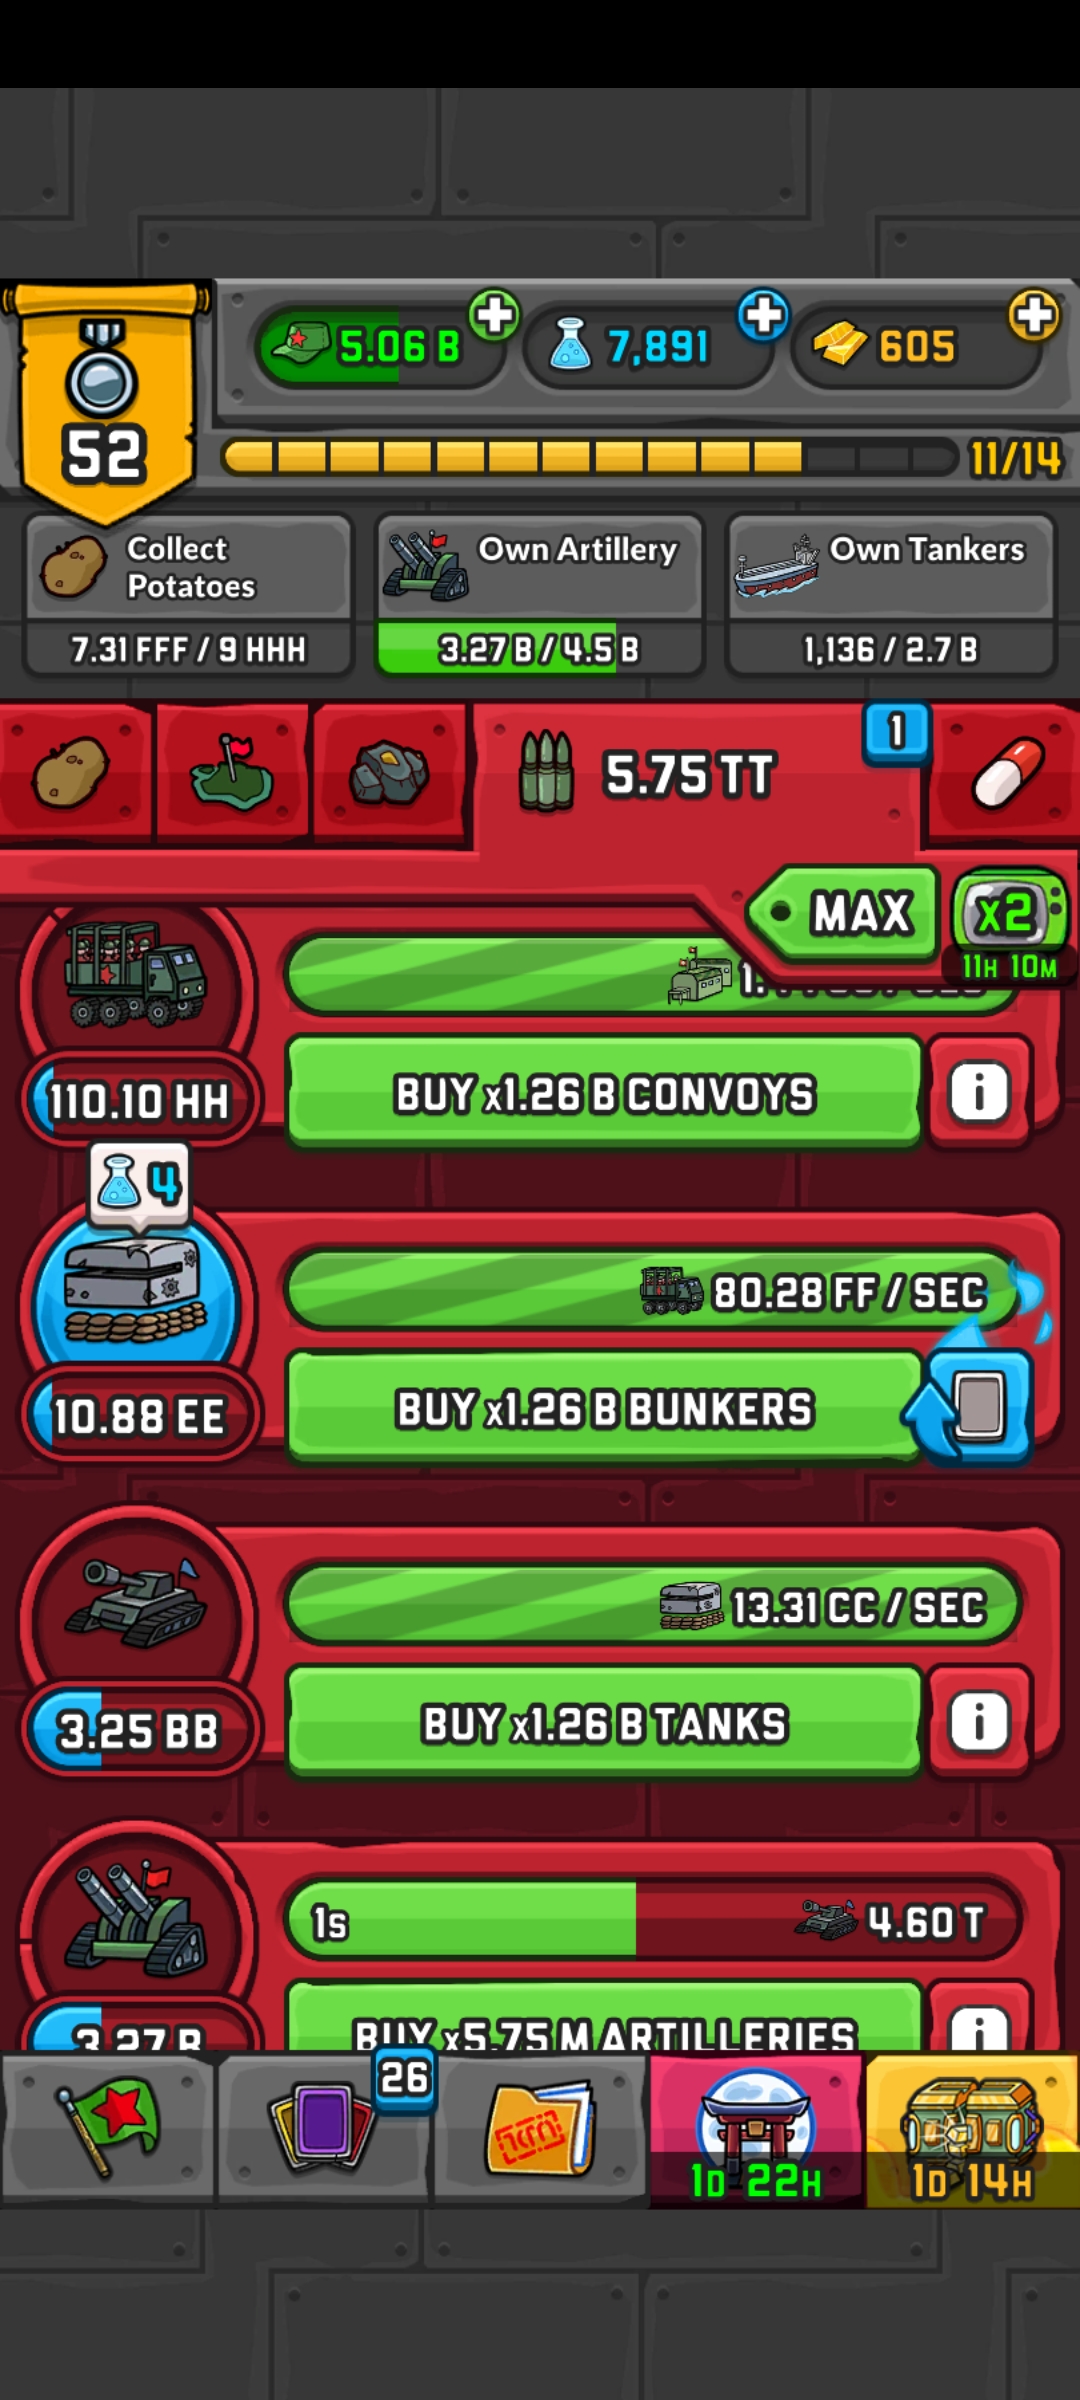 5.06 B
7,891
605
52
11/14
Collect
Potatoes
Own Artillery
Own Tankers
7.31 FFF / 9 HHH
3.27 B / 4.5 B
1,136 / 2.7 B
5.75 TT
1
MAX
x2
11H 10M
110.10 HH
BUY x1.26 B CONVOYS
i
4
80.28 FF / SEC
10.88 EE
BUY x1.26 B BUNKERS
13.31 CC / SEC
3.25 BB
BUY x1.26 B TANKS
i
1s
4.60 T
3.27 B
BUY x5.75 M ARTILLERIES
i
26
1D 22H
1D 14H